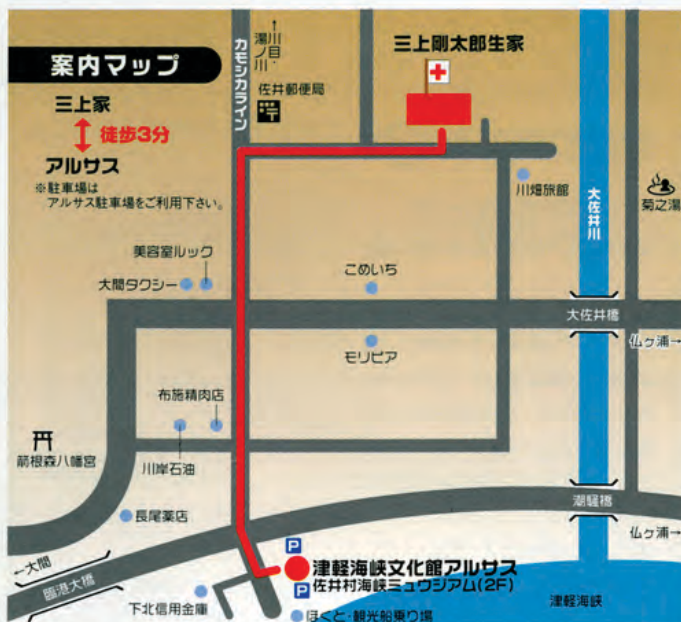 案内マップ
三上家
徒歩3分
アルサス
※駐車場は
アルサス駐車場をご利用下さい。
カモシカライン
湯ノ川
川目・
佐井郵便局
三上剛太郎生家
川畑旅館
大佐井川
菊之湯
美容室ルック
大間タクシー
こめいち
大佐井橋
モリピア
仏ヶ浦→
布施精肉店
川岸石油
箭根森八幡宮
長尾薬店
潮騒橋
仏ヶ浦→
←大間
臨港大橋
P
津軽海峡文化館アルサス
P
佐井村海峡ミュウジアム(2F)
下北信用金庫
ほくと・観光船乗り場
津軽海峡